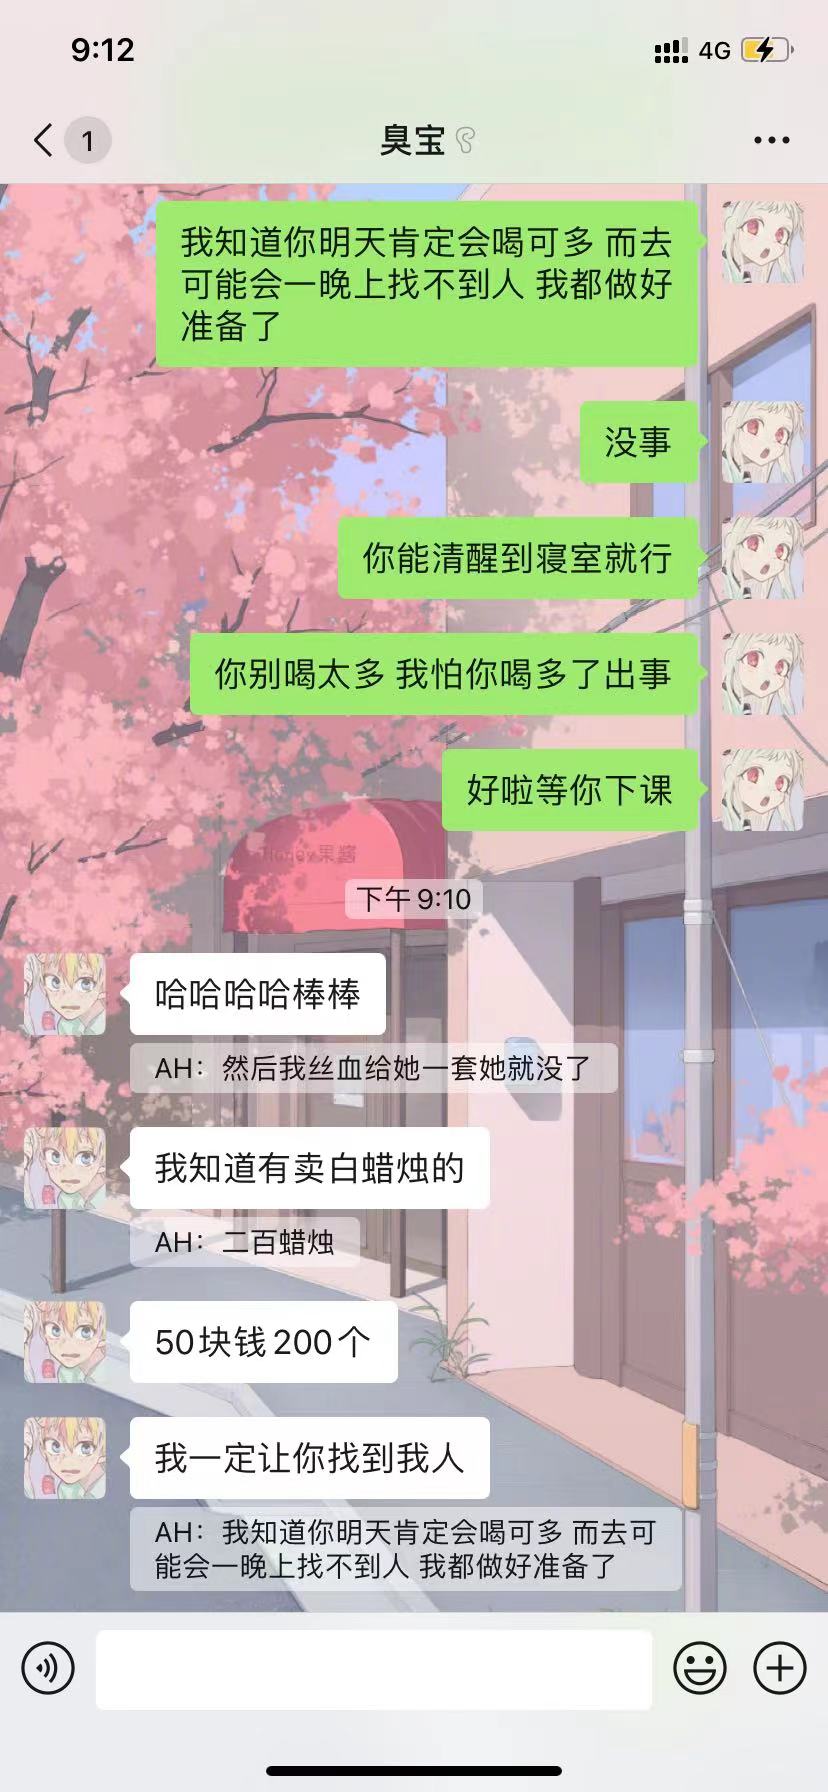 9:12
4G
1
臭宝
我知道你明天肯定会喝可多 而去
可能会一晚上找不到人 我都做好
准备了
没事
你能清醒到寝室就行
你别喝太多 我怕你喝多了出事
好啦等你下课
Honey果酱
下午 9:10
哈哈哈哈棒棒
AH：然后我丝血给她一套她就没了
我知道有卖白蜡烛的
AH：二百蜡烛
50块钱200个
我一定让你找到我人
AH：我知道你明天肯定会喝可多 而去可
能会一晚上找不到人 我都做好准备了